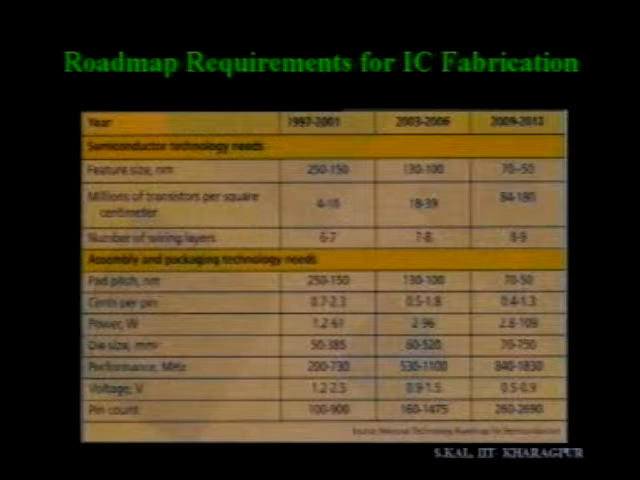 Roadmap Requirements for IC Fabrication
Year 1997-2001 2003-2006 2009-2012
Semiconductor technology needs
Feature size, nm 250-150 130-100 70-50
Millions of transistors per square 4-10 18-39 84-180
centimeter
Number of wiring layers 6-7 7-8 8-9
Assembly and packaging technology needs
Pad pitch, nm 250-150 130-100 70-50
Cents per pin 0.7-2.3 0.5-1.8 0.4-1.3
Power, W 1.2-61 2-96 2.8-109
Die size, mm² 50-385 60-520 70-750
Performance, MHz 200-730 530-1100 840-1830
Voltage, V 1.2-2.5 0.9-1.5 0.5-0.9
Pin count 100-900 160-1475 260-2690
Source: National Technology Roadmap for Semiconductors
S.KAL, IIT- KHARAGPUR